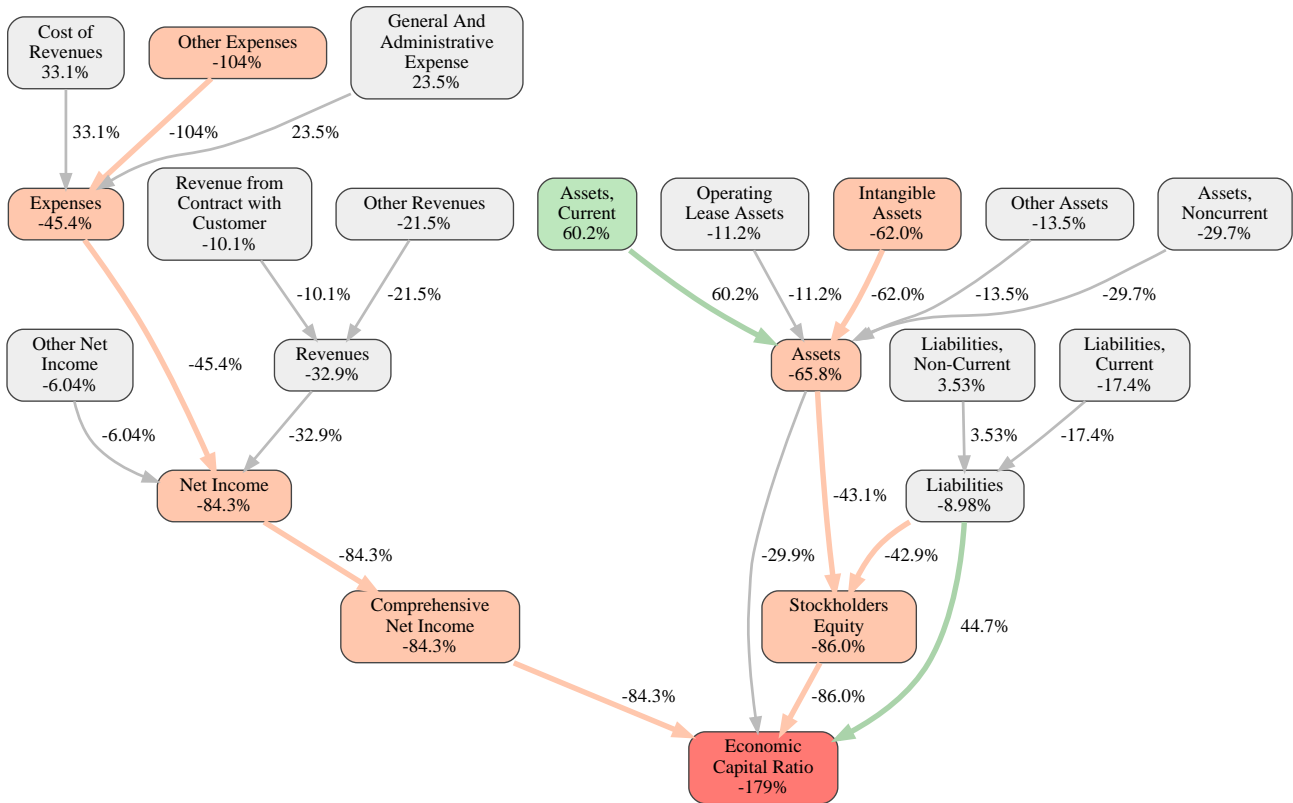 Cost of
Revenues
33.1%
Other Expenses
-104%
General And
Administrative
Expense
23.5%
33.1%
-104%
23.5%
Expenses
-45.4%
Revenue from
Contract with
Customer
-10.1%
Other Revenues
-21.5%
Assets,
Current
60.2%
Operating
Lease Assets
-11.2%
Intangible
Assets
-62.0%
Other Assets
-13.5%
Assets,
Noncurrent
-29.7%
-10.1%
-21.5%
60.2%
-11.2%
-62.0%
-13.5%
-29.7%
Other Net
Income
-6.04%
-45.4%
Revenues
-32.9%
Assets
-65.8%
Liabilities,
Non-Current
3.53%
Liabilities,
Current
-17.4%
-6.04%
-32.9%
3.53%
-17.4%
Net Income
-84.3%
-43.1%
Liabilities
-8.98%
-84.3%
-29.9%
-42.9%
Comprehensive
Net Income
-84.3%
Stockholders
Equity
-86.0%
44.7%
-84.3%
-86.0%
Economic
Capital Ratio
-179%